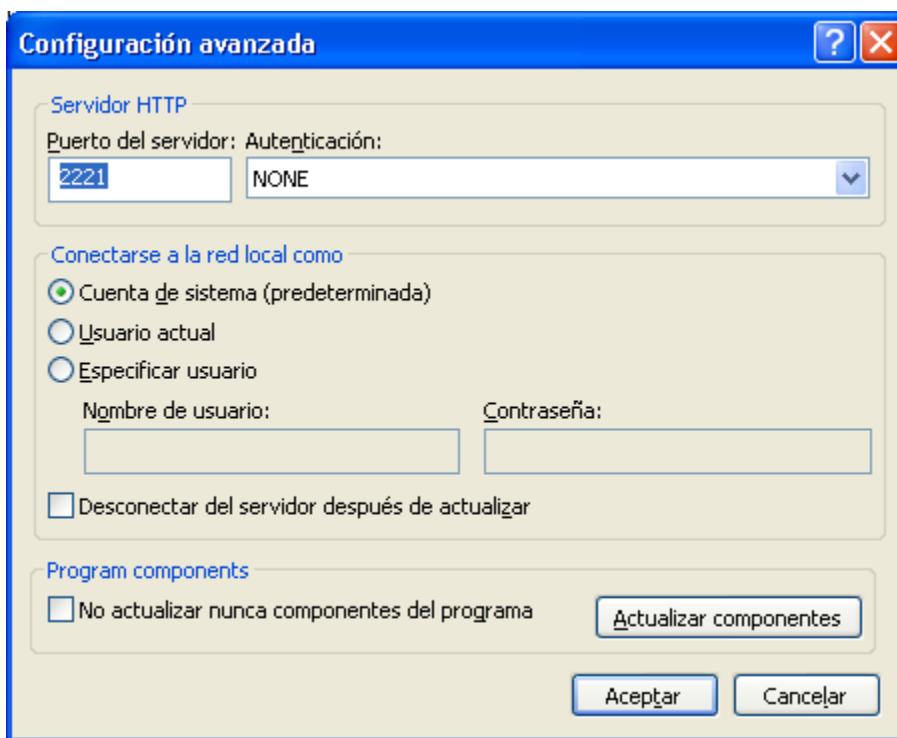 Configuración avanzada
Servidor HTTP
Puerto del servidor: Autenticación:
2221 NONE
Conectarse a la red local como
Cuenta de sistema (predeterminada)
Usuario actual
Especificar usuario
Nombre de usuario: Contraseña:
Desconectar del servidor después de actualizar
Program components
No actualizar nunca componentes del programa
Actualizar componentes
Aceptar Cancelar